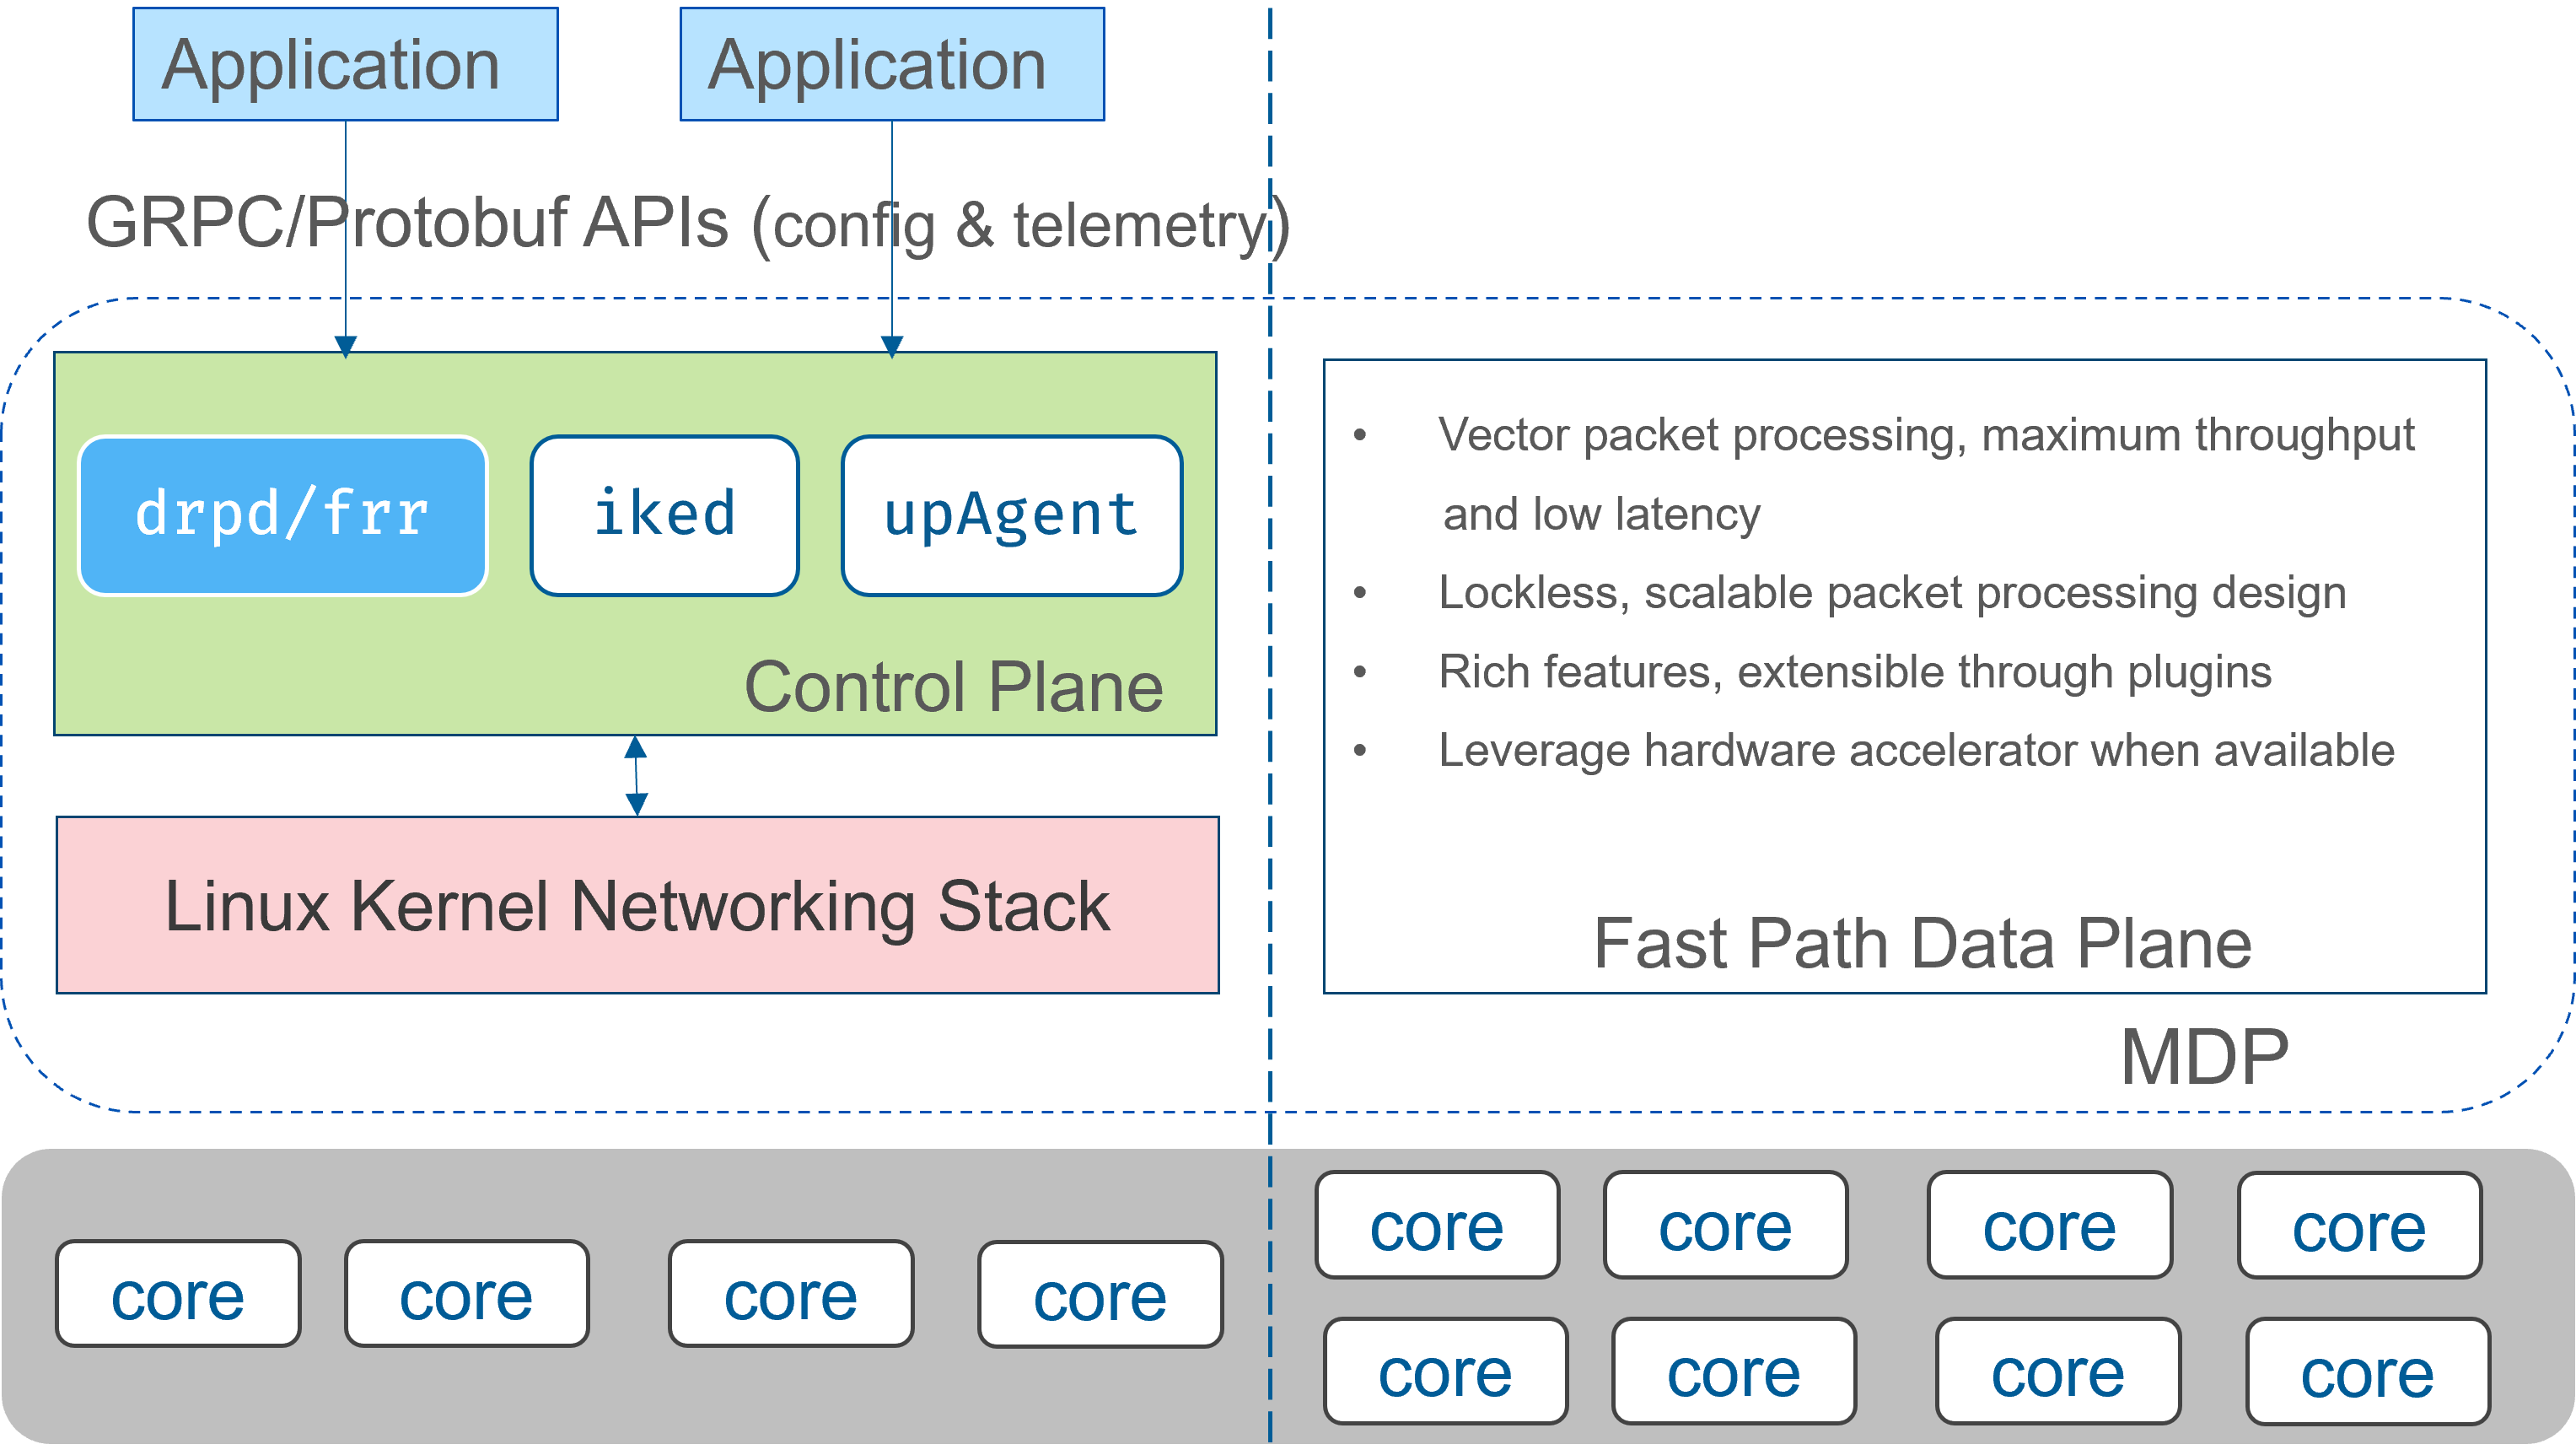 Application
Application
GRPC/Protobuf APIs (config & telemetry)
drpd/frr
iked
upAgent
Control Plane
Linux Kernel Networking Stack
• Vector packet processing, maximum throughput
and low latency
• Lockless, scalable packet processing design
• Rich features, extensible through plugins
• Leverage hardware accelerator when available
Fast Path Data Plane
MDP
core
core
core
core
core
core
core
core
core
core
core
core